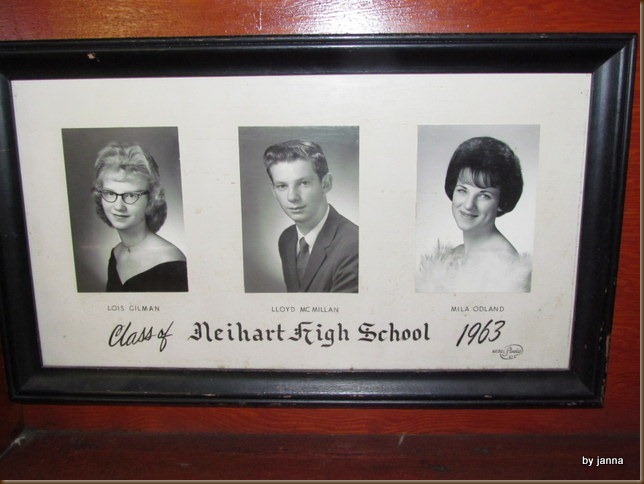 LOIS GILMAN
LLOYD MCMILLAN
MILA ODLAND
Class of Neihart High School 1963
by janna